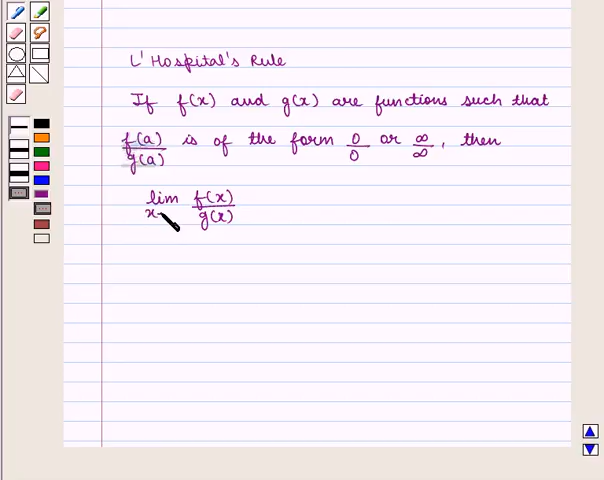 L'Hospital's Rule
If f(x) and g(x) are functions such that
f(a)/g(a) is of the form 0/0 or ∞/∞, then
lim x- f(x)/g(x)